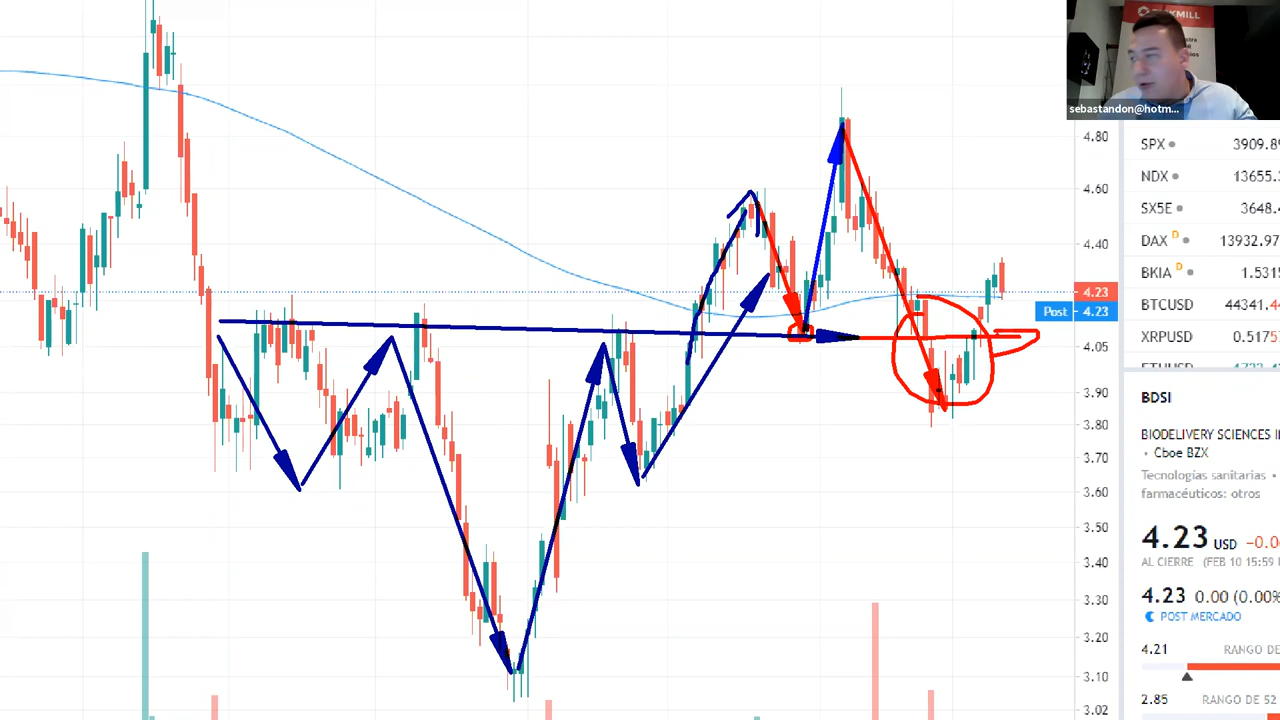 sebastandon@hotm...
4.80
4.60
4.40
4.23
Post 4.23
4.05
3.90
3.80
3.70
3.60
3.50
3.40
3.30
3.20
3.10
3.02
SPX 3909.8
NDX 13655.
SX5E 3648.
DAX D 13932.97
BKIA D 1.531
BTCUSD 44341.4
XRPUSD 0.5175
BDSI
BIODELIVERY SCIENCES I
• Cboe BZX
Tecnologías sanitarias •
farmacéuticos: otros
4.23 USD −0.0
AL CIERRE (FEB 10 15:59
4.23 0.00 (0.00%
POST MERCADO
4.21 RANGO DE
2.85 RANGO DE 52